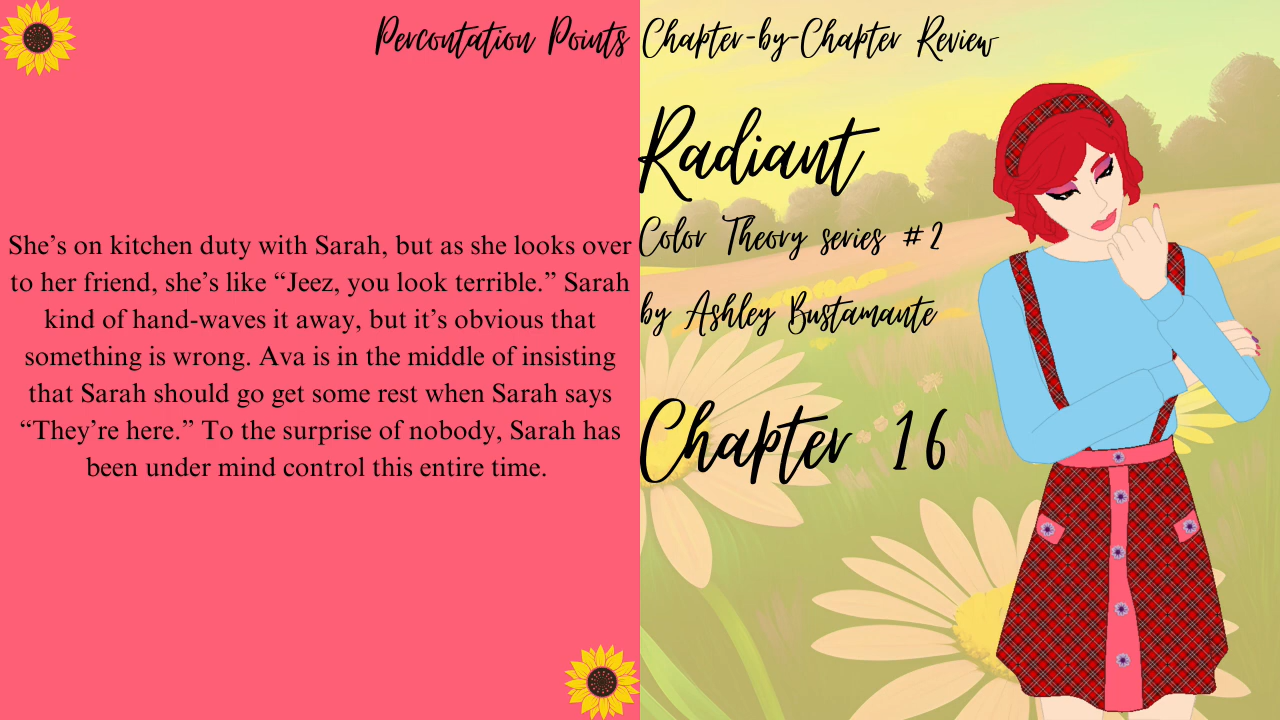 Percontation Points Chapter-by-Chapter Review
She’s on kitchen duty with Sarah, but as she looks over
to her friend, she’s like “Jeez, you look terrible.” Sarah
kind of hand-waves it away, but it’s obvious that
something is wrong. Ava is in the middle of insisting
that Sarah should go get some rest when Sarah says
“They’re here.” To the surprise of nobody, Sarah has
been under mind control this entire time.
Radiant
Color Theory series #2
by Ashley Bustamante
Chapter 16